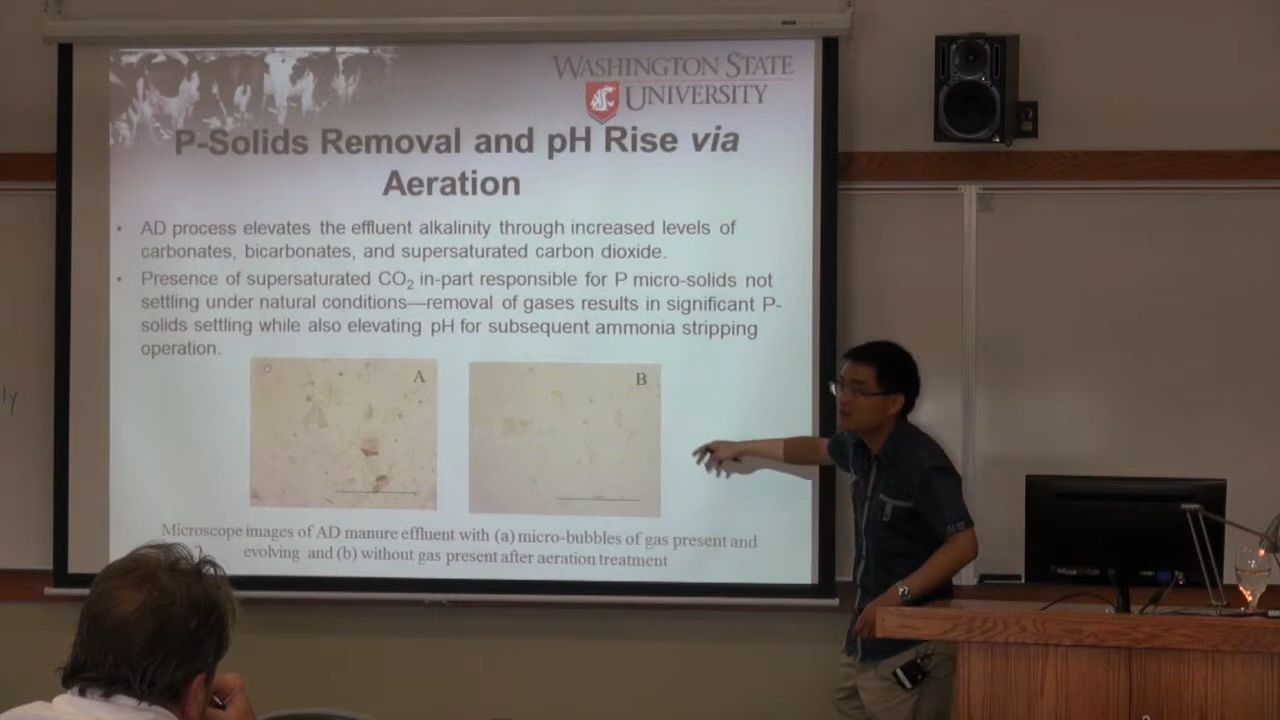 WASHINGTON STATE
UNIVERSITY
P-Solids Removal and pH Rise via
Aeration
• AD process elevates the effluent alkalinity through increased levels of
carbonates, bicarbonates, and supersaturated carbon dioxide.
• Presence of supersaturated CO₂ in-part responsible for P micro-solids not
settling under natural conditions—removal of gases results in significant P-
solids settling while also elevating pH for subsequent ammonia stripping
operation.
A
B
Microscope images of AD manure effluent with (a) micro-bubbles of gas present and
evolving and (b) without gas present after aeration treatment